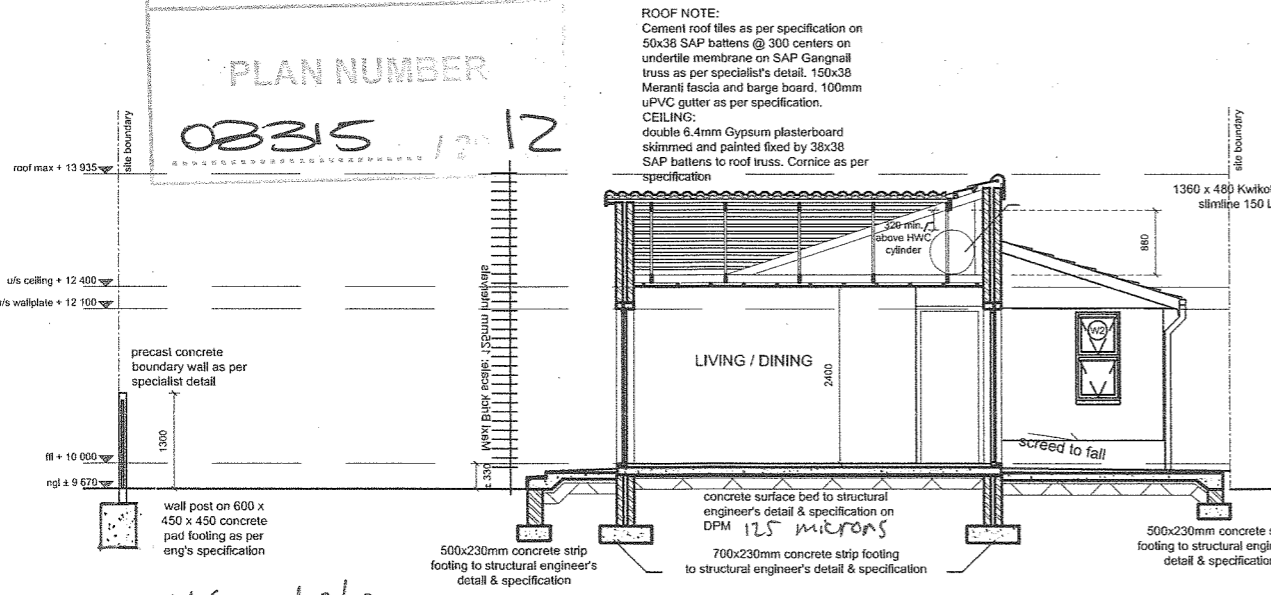 PLAN NUMBER
03315
12
ROOF NOTE:
Cement roof tiles as per specification on
50x38 SAP battens @ 300 centers on
undertile membrane on SAP Gangnail
truss as per specialist's detail. 150x38
Meranti fascia and barge board. 100mm
uPVC gutter as per specification.
CEILING:
double 6.4mm Gypsum plasterboard
skimmed and painted fixed by 38x38
SAP battens to roof truss. Cornice as per
specification
site boundary
site boundary
roof max + 13 935
1360 x 480 Kwikot
slimline 150 L
320 min.
above HWC
cylinder
880
u/s ceiling + 12 400
u/s wallplate + 12 100
Maxi Brick scale: 125mm intervals
precast concrete
boundary wall as per
specialist detail
W2
LIVING / DINING
2400
1300
screed to fall
ffl + 10 000
± 330
ngl ± 9 670
wall post on 600 x
450 x 450 concrete
pad footing as per
eng's specification
concrete surface bed to structural
engineer's detail & specification on
DPM 125 microns
500x230mm concrete strip
footing to structural engineer's
detail & specification
700x230mm concrete strip footing
to structural engineer's detail & specification
500x230mm concrete s
footing to structural engi
detail & specification